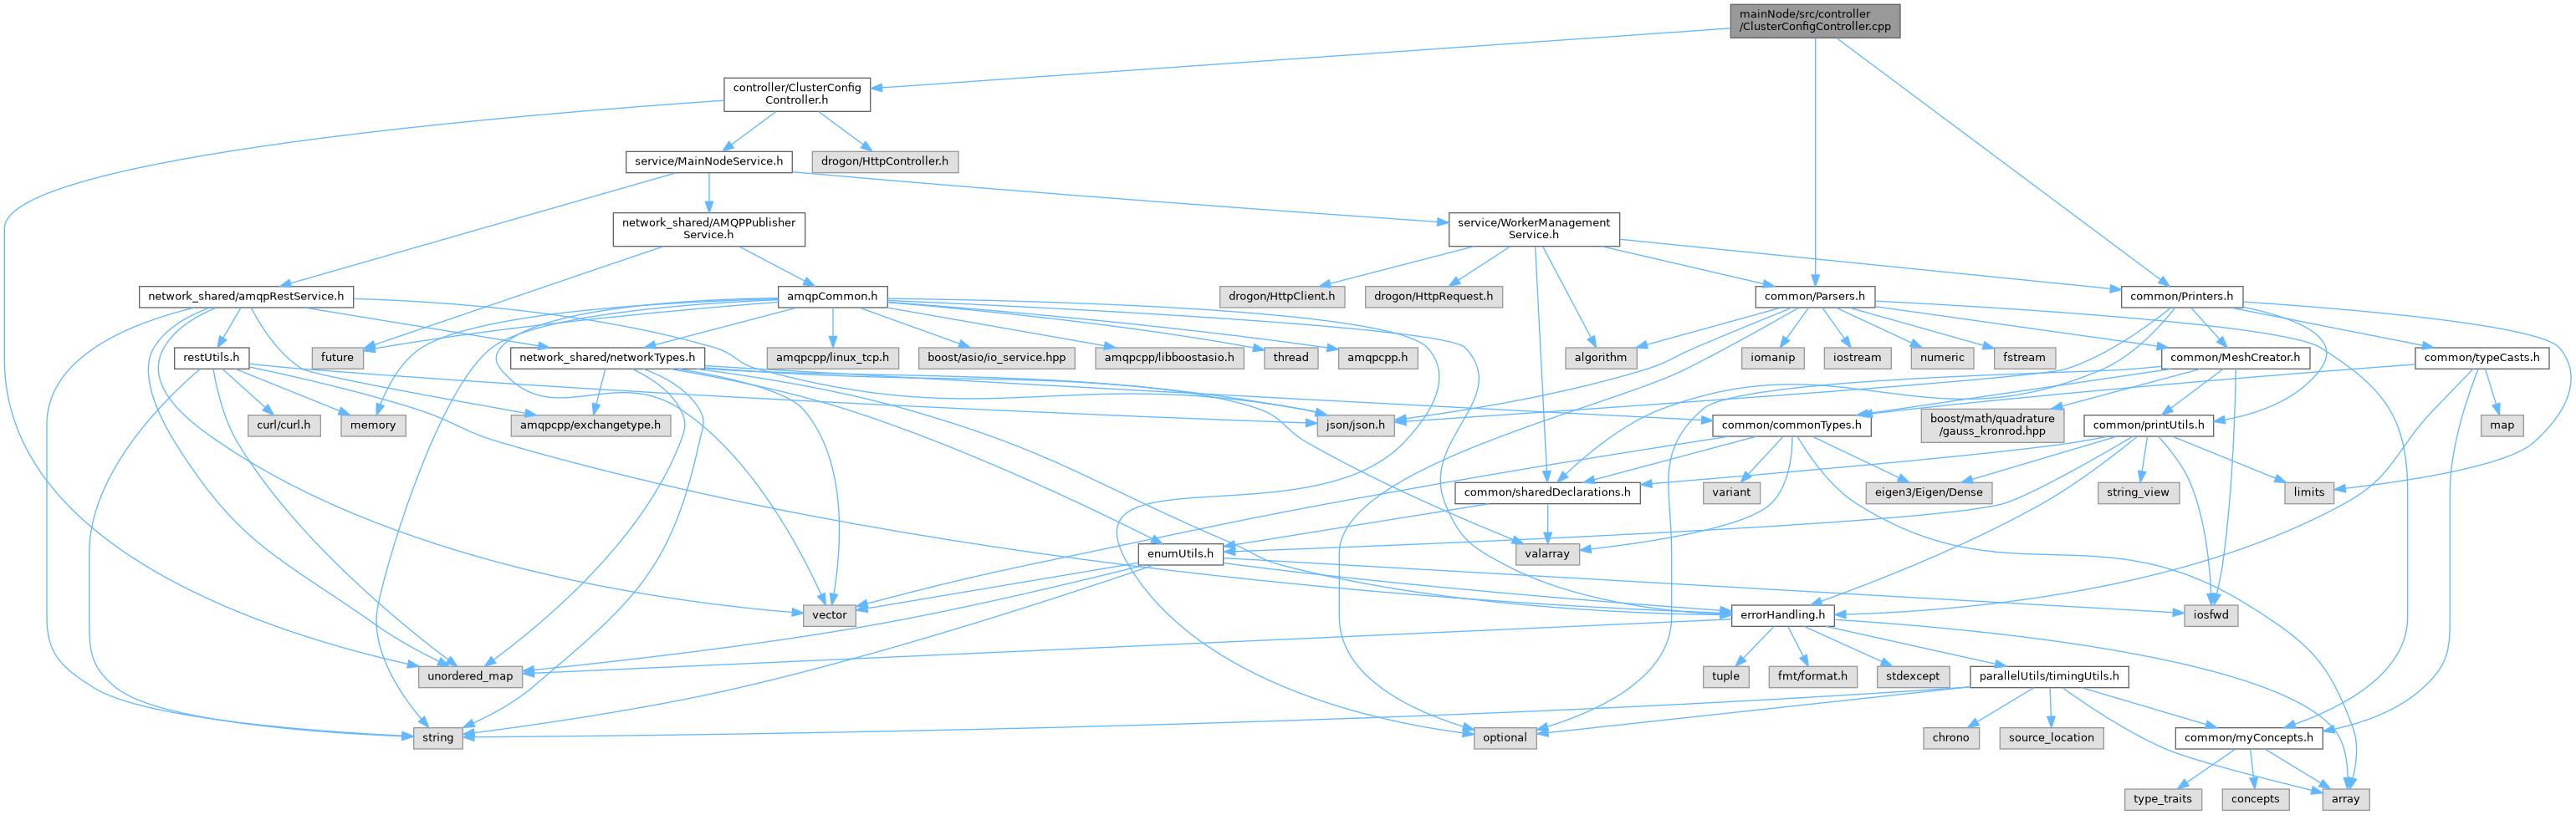 mainNode/src/controller
/ClusterConfigController.cpp
controller/ClusterConfig
Controller.h
service/MainNodeService.h
drogon/HttpController.h
network_shared/AMQPPublisher
Service.h
service/WorkerManagement
Service.h
network_shared/amqpRestService.h
amqpCommon.h
drogon/HttpClient.h
drogon/HttpRequest.h
common/Parsers.h
common/Printers.h
restUtils.h
future
network_shared/networkTypes.h
amqpcpp/linux_tcp.h
boost/asio/io_service.hpp
amqpcpp/libboostasio.h
thread
amqpcpp.h
algorithm
iomanip
iostream
numeric
fstream
common/MeshCreator.h
common/typeCasts.h
curl/curl.h
memory
amqpcpp/exchangetype.h
json/json.h
common/commonTypes.h
boost/math/quadrature
/gauss_kronrod.hpp
common/printUtils.h
map
common/sharedDeclarations.h
variant
eigen3/Eigen/Dense
string_view
limits
enumUtils.h
valarray
vector
errorHandling.h
iosfwd
unordered_map
tuple
fmt/format.h
stdexcept
parallelUtils/timingUtils.h
string
optional
chrono
source_location
common/myConcepts.h
type_traits
concepts
array